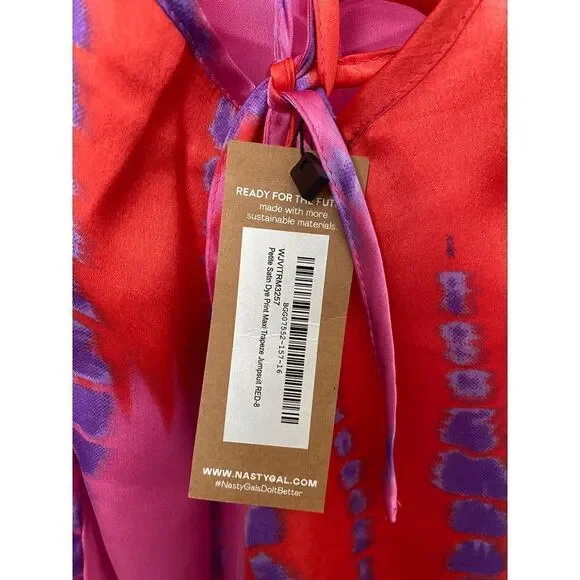 READY FOR THE FUT
made with more
sustainable materials.
WJVITRM3257
BGG07552-157-16
Petite Satin Dye Print Maxi Trapeze Jumpsuit RED-8
WWW.NASTYGAL.COM
#NastyGalsDoItBetter